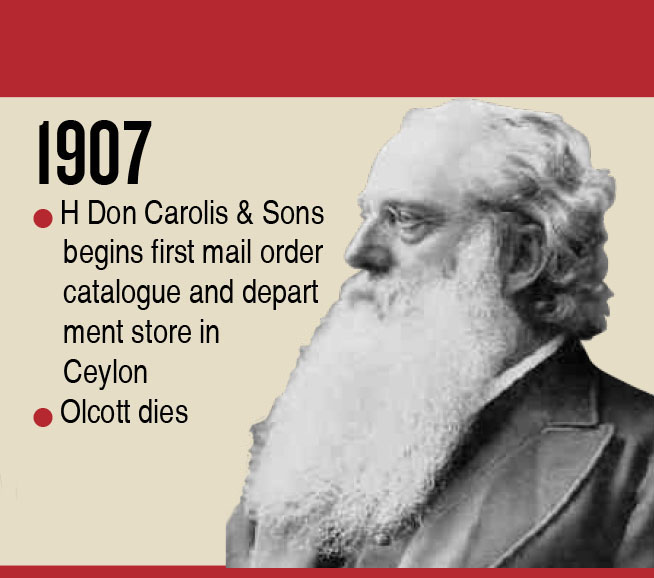 1907
H Don Carolis & Sons
begins first mail order
catalogue and depart
ment store in
Ceylon
Olcott dies